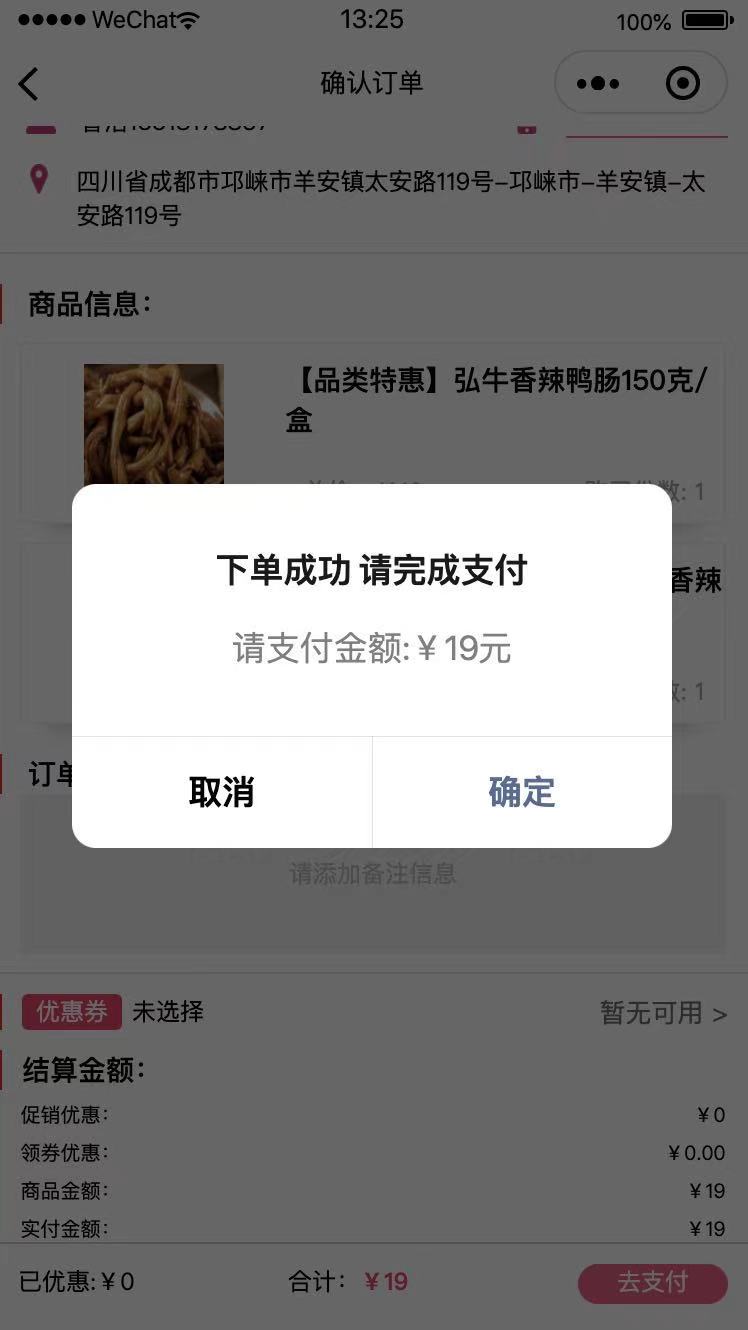 WeChat 13:25 100%
确认订单
四川省成都市邛崃市羊安镇太安路119号–邛崃市–羊安镇–太
安路119号
商品信息：
【品类特惠】弘牛香辣鸭肠150克/
盒
数: 1
香辣
下单成功 请完成支付
请支付金额:￥19元
数: 1
订单
取消 确定
请添加备注信息
优惠券 未选择 暂无可用 >
结算金额：
促销优惠： ￥0
领券优惠： ￥0.00
商品金额： ￥19
实付金额： ￥19
已优惠:￥0 合计： ￥19 去支付